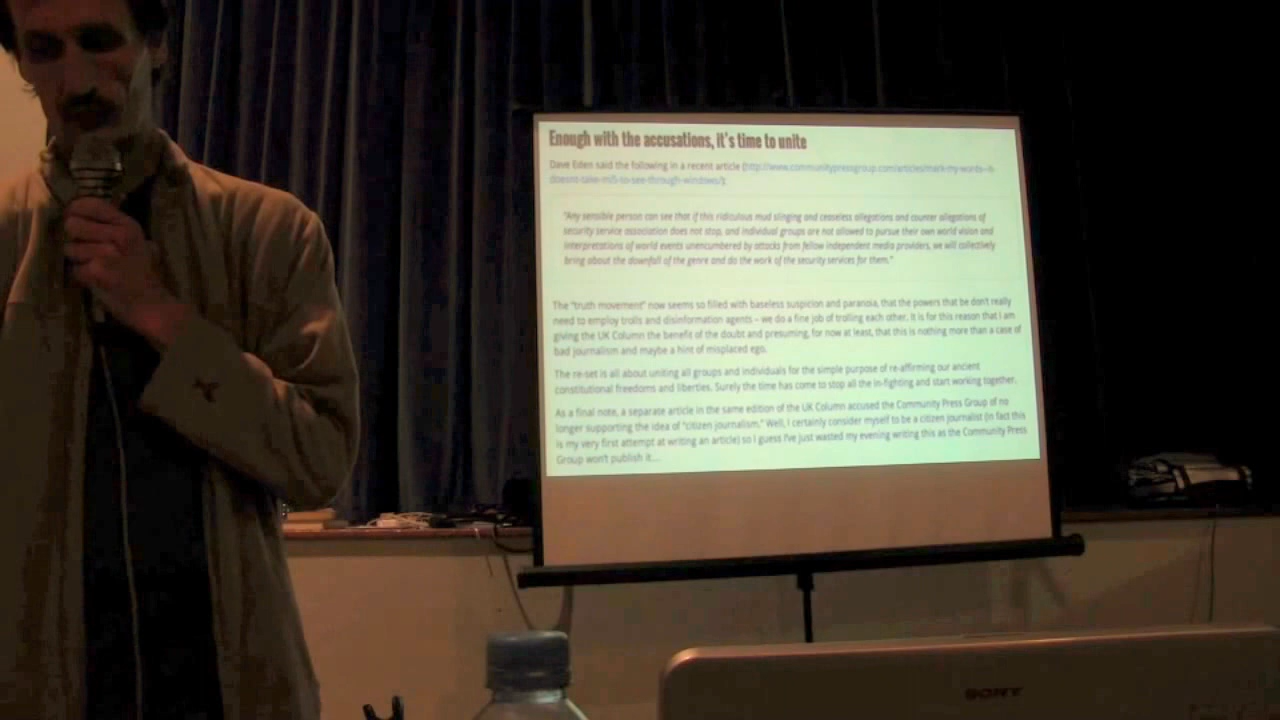 Enough with the accusations, it's time to unite
Dave Eden said the following in a recent article (http://www.communitypressgroup.com/articles/mark-my-words-it-
doesnt-take-mi5-to-see-through-windows/):
"Any sensible person can see that if this ridiculous mud slinging and ceaseless allegations and counter allegations of
security service association does not stop, and individual groups are not allowed to pursue their own world vision and
interpretations of world events unencumbered by attacks from fellow independent media providers, we will collectively
bring about the downfall of the genre and do the work of the security services for them."
The "truth movement" now seems so filled with baseless suspicion and paranoia, that the powers that be don't really
need to employ trolls and disinformation agents – we do a fine job of trolling each other. It is for this reason that I am
giving the UK Column the benefit of the doubt and presuming, for now at least, that this is nothing more than a case of
bad journalism and maybe a hint of misplaced ego.
The re-set is all about uniting all groups and individuals for the simple purpose of re-affirming our ancient
constitutional freedoms and liberties. Surely the time has come to stop all the in-fighting and start working together.
As a final note, a separate article in the same edition of the UK Column accused the Community Press Group of no
longer supporting the idea of "citizen journalism." Well, I certainly consider myself to be a citizen journalist (in fact this
is my very first attempt at writing an article) so I guess I've just wasted my evening writing this as the Community Press
Group won't publish it....
SONY